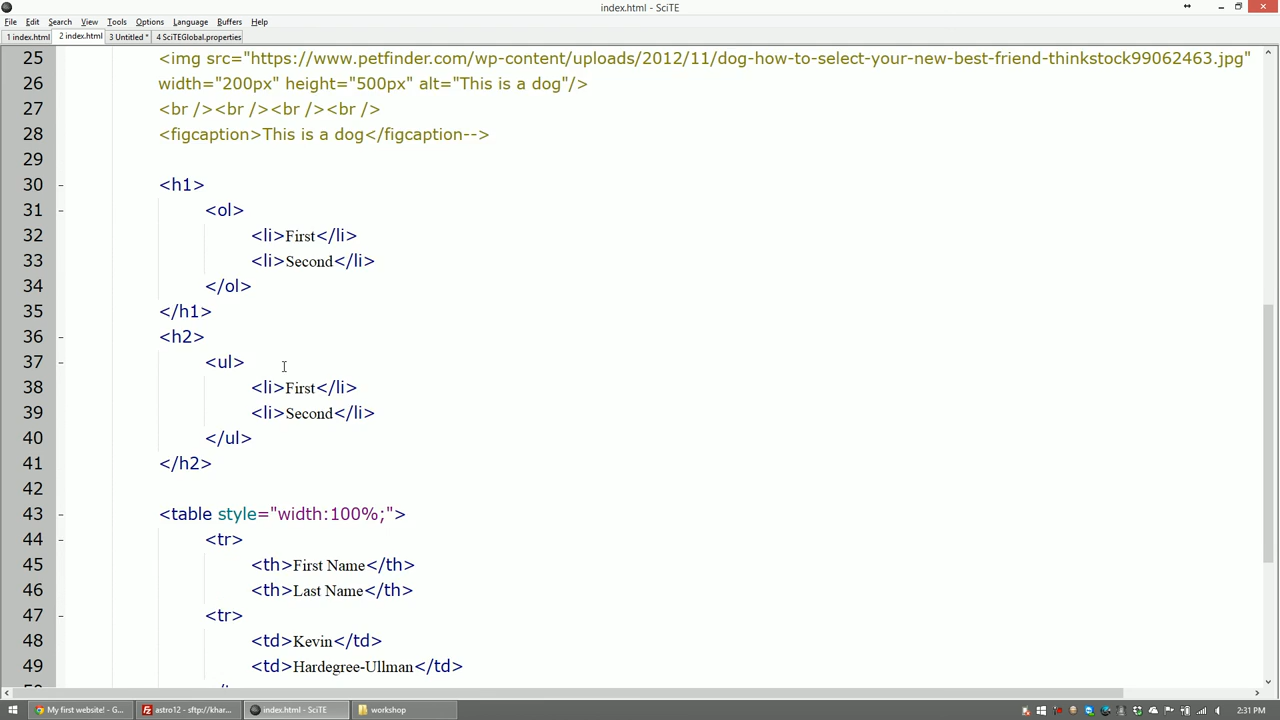 index.html - SciTE
File Edit Search View Tools Options Language Buffers Help
1 index.html 2 index.html 3 Untitled * 4 SciTEGlobal.properties
25 <img src="https://www.petfinder.com/wp-content/uploads/2012/11/dog-how-to-select-your-new-best-friend-thinkstock99062463.jpg"
26 width="200px" height="500px" alt="This is a dog"/>
27 <br /><br /><br /><br />
28 <figcaption>This is a dog</figcaption-->
29
30 - <h1>
31 - <ol>
32 <li>First</li>
33 <li>Second</li>
34 </ol>
35 </h1>
36 - <h2>
37 - <ul>
38 <li>First</li>
39 <li>Second</li>
40 </ul>
41 </h2>
42
43 - <table style="width:100%;">
44 - <tr>
45 <th>First Name</th>
46 <th>Last Name</th>
47 - <tr>
48 <td>Kevin</td>
49 <td>Hardegree-Ullman</td>
My first website! - G... astro12 - sftp://khar... index.html - SciTE workshop 2:31 PM